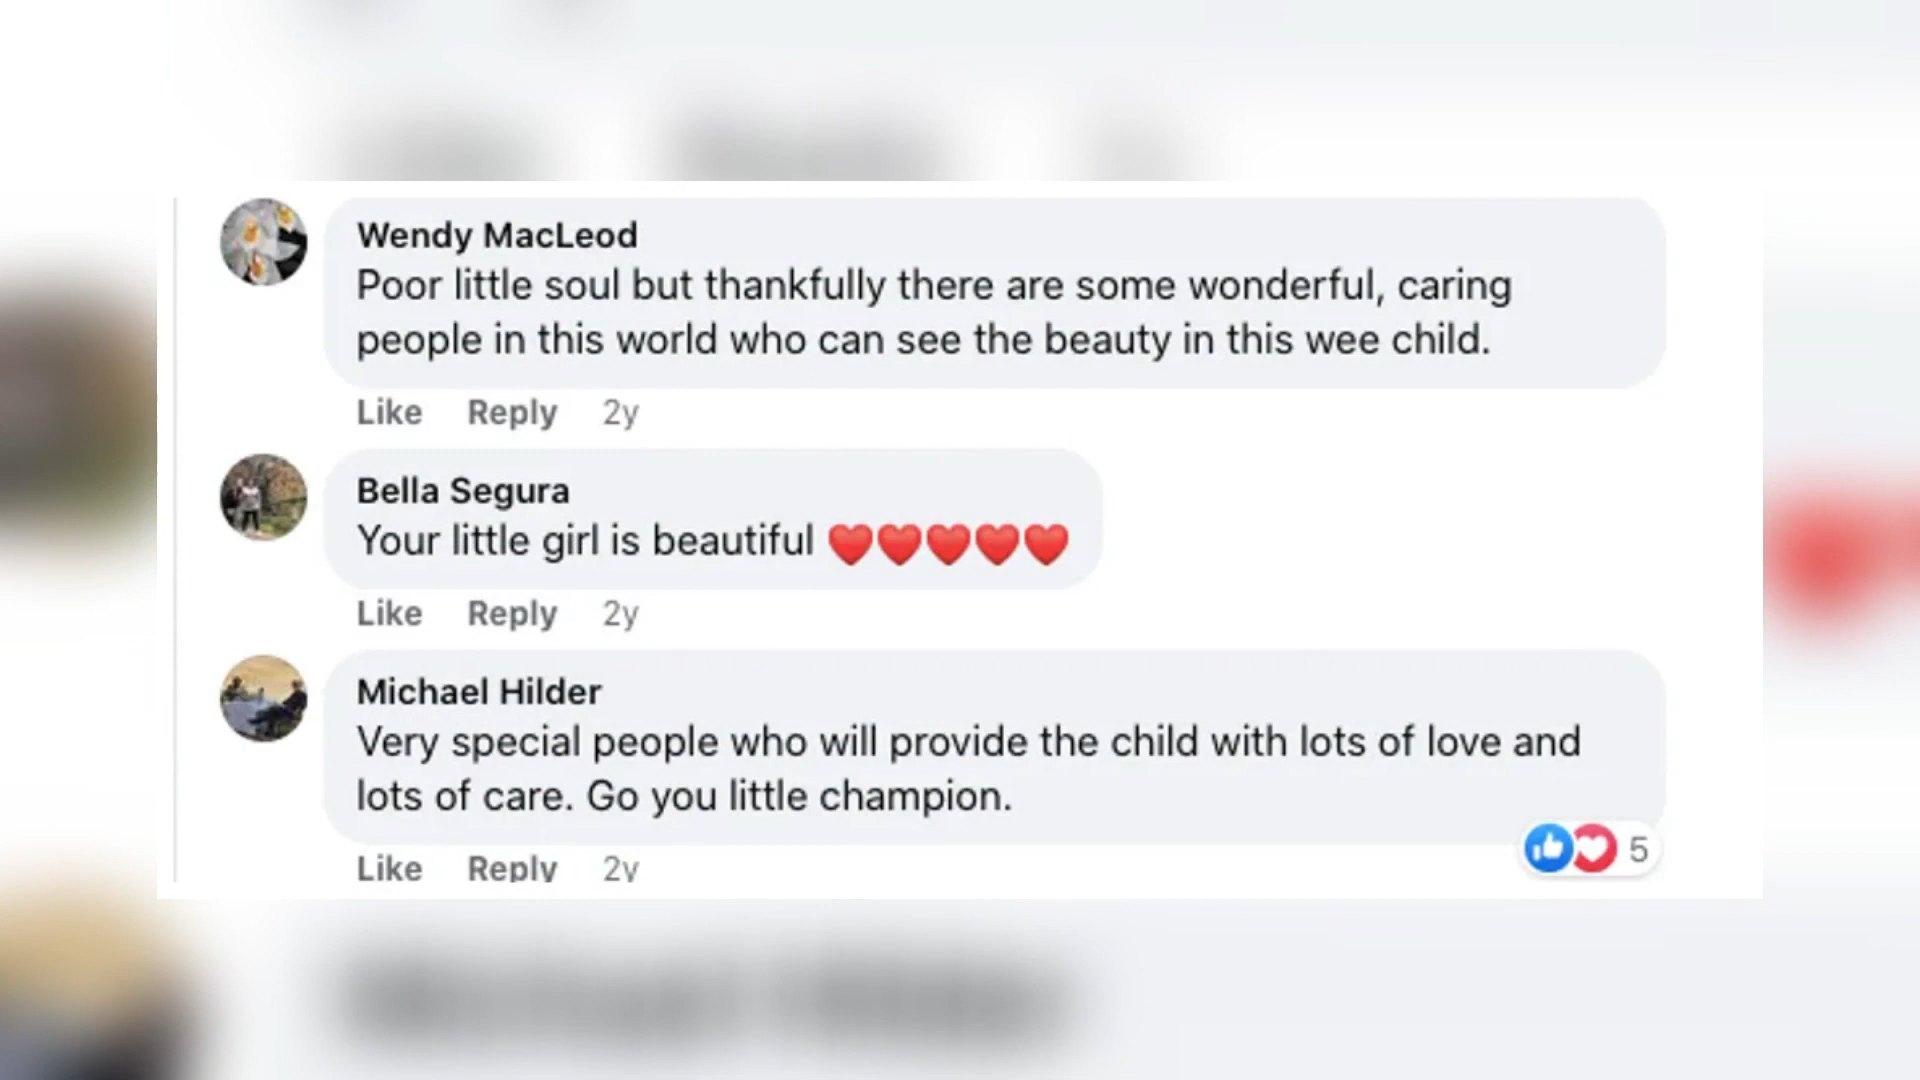 Wendy MacLeod
Poor little soul but thankfully there are some wonderful, caring
people in this world who can see the beauty in this wee child.
Like Reply 2y
Bella Segura
Your little girl is beautiful ❤️❤️❤️❤️❤️
Like Reply 2y
Michael Hilder
Very special people who will provide the child with lots of love and
lots of care. Go you little champion.
5
Like Reply 2y